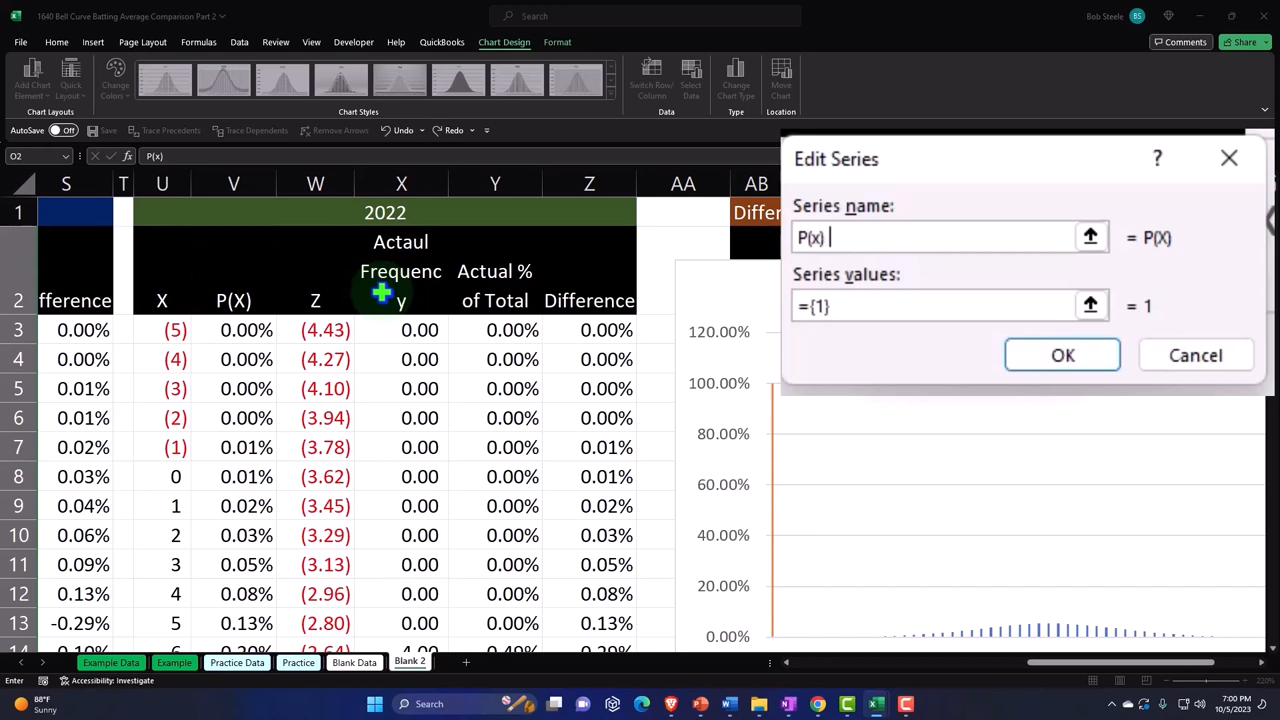 1640 Bell Curve Batting Average Comparison Part 2
Search
Bob Steele
BS
File Home Insert Page Layout Formulas Data Review View Developer Help QuickBooks Chart Design Format
Comments Share
Add Chart Element
Quick Layout
Change Colors
Switch Row/ Column
Select Data
Change Chart Type
Move Chart
Chart Layouts Chart Styles Data Type Location
AutoSave Off Save Trace Precedents Trace Dependents Remove Arrows Undo Redo
O2 fx P(x)
S T U V W X Y Z AA AB
1 2022 Differ
Actaul
Frequenc Actual %
2 fference X P(X) Z y of Total Difference
3 0.00% (5) 0.00% (4.43) 0.00 0.00% 0.00%
4 0.00% (4) 0.00% (4.27) 0.00 0.00% 0.00%
5 0.01% (3) 0.00% (4.10) 0.00 0.00% 0.00%
6 0.01% (2) 0.00% (3.94) 0.00 0.00% 0.00%
7 0.02% (1) 0.01% (3.78) 0.00 0.00% 0.01%
8 0.03% 0 0.01% (3.62) 0.00 0.00% 0.01%
9 0.04% 1 0.02% (3.45) 0.00 0.00% 0.02%
10 0.06% 2 0.03% (3.29) 0.00 0.00% 0.03%
11 0.09% 3 0.05% (3.13) 0.00 0.00% 0.05%
12 0.13% 4 0.08% (2.96) 0.00 0.00% 0.08%
13 -0.29% 5 0.13% (2.80) 0.00 0.00% 0.13%
120.00%
100.00%
80.00%
60.00%
40.00%
20.00%
0.00%
Edit Series ?
Series name:
P(x) = P(X)
Series values:
={1} = 1
OK Cancel
Example Data Example Practice Data Practice Blank Data Blank 2
Enter Accessibility: Investigate 220%
88°F
Sunny
Search
7:00 PM
10/5/2023